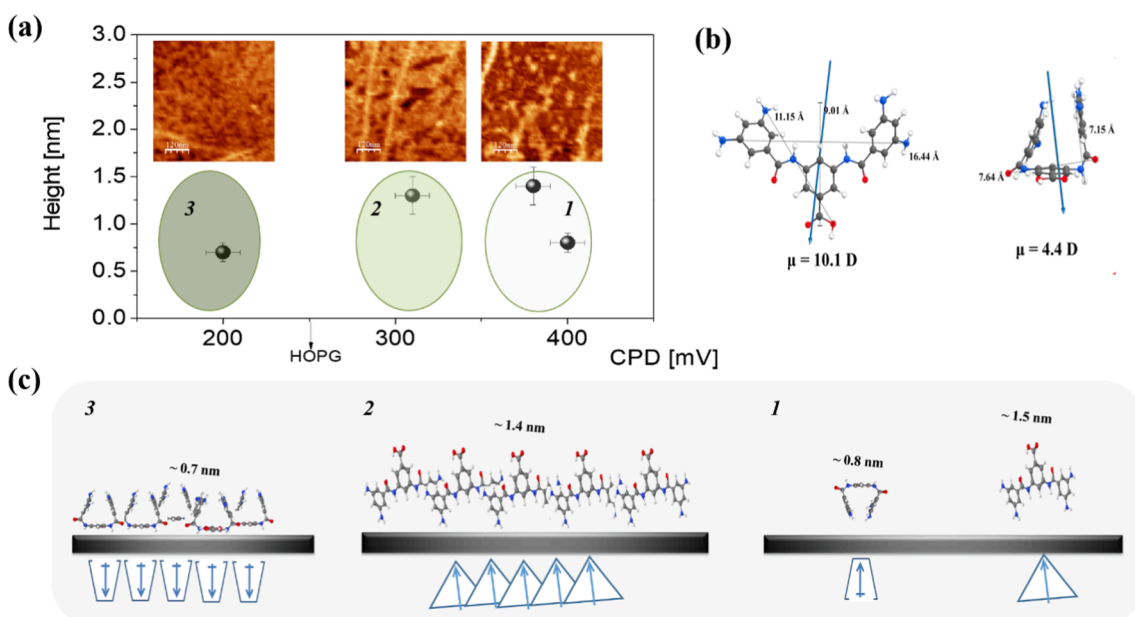 (a)
Height [nm]
3.0
2.5
2.0
1.5
1.0
0.5
0.0
120nm
120nm
120nm
3
2
1
200
300
400
HOPG
CPD [mV]
(b)
11.15 Å
9.01 Å
16.44 Å
μ = 10.1 D
7.15 Å
7.64 Å
μ = 4.4 D
(c)
3
~ 0.7 nm
2
~ 1.4 nm
1
~ 0.8 nm
~ 1.5 nm